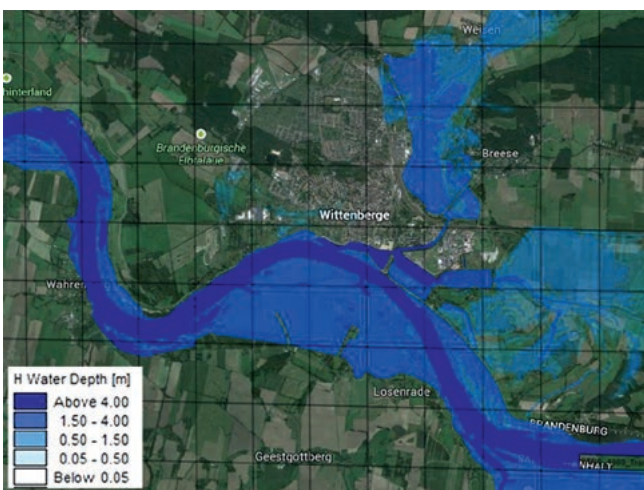 Weisen
hinterland
Brandenburgische
Elbtalaue
Breese
Wittenberge
Losenrade
BRANDENBURG
Geestgottberg
H Water Depth [m]
Above 4.00
1.50 - 4.00
0.50 - 1.50
0.05 - 0.50
Below 0.05